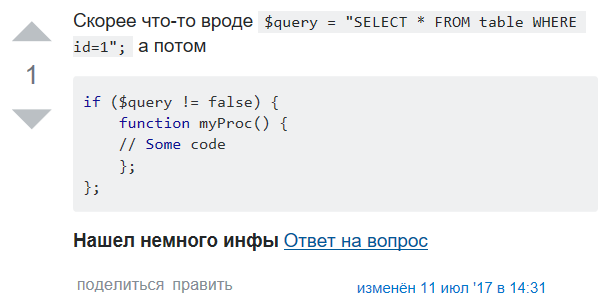 Скорее что-то вроде $query = "SELECT * FROM table WHERE
id=1"; а потом
1
if ($query != false) {
    function myProc() {
    // Some code
    };
};
Нашел немного инфы Ответ на вопрос
поделиться править
изменён 11 июл '17 в 14:31